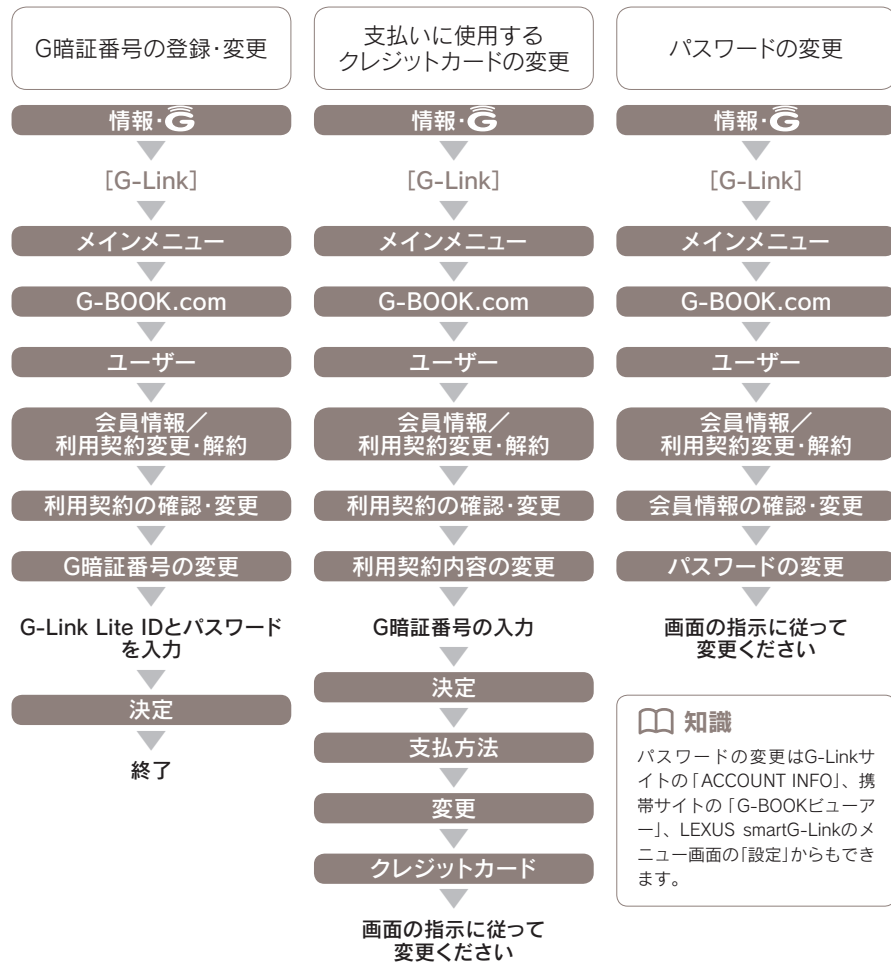 G暗証番号の登録・変更
情報・G
[G-Link]
メインメニュー
G-BOOK.com
ユーザー
会員情報／
利用契約変更・解約
利用契約の確認・変更
G暗証番号の変更
G-Link Lite IDとパスワード
を入力
決定
終了
支払いに使用する
クレジットカードの変更
情報・G
[G-Link]
メインメニュー
G-BOOK.com
ユーザー
会員情報／
利用契約変更・解約
利用契約の確認・変更
利用契約内容の変更
G暗証番号の入力
決定
支払方法
変更
クレジットカード
画面の指示に従って
変更ください
パスワードの変更
情報・G
[G-Link]
メインメニュー
G-BOOK.com
ユーザー
会員情報／
利用契約変更・解約
会員情報の確認・変更
パスワードの変更
画面の指示に従って
変更ください
知識
パスワードの変更はG-Linkサ
イトの「ACCOUNT INFO」、携
帯サイトの「G-BOOKビューア
ー」、LEXUS smartG-Linkのメ
ニュー画面の「設定」からもでき
ます。